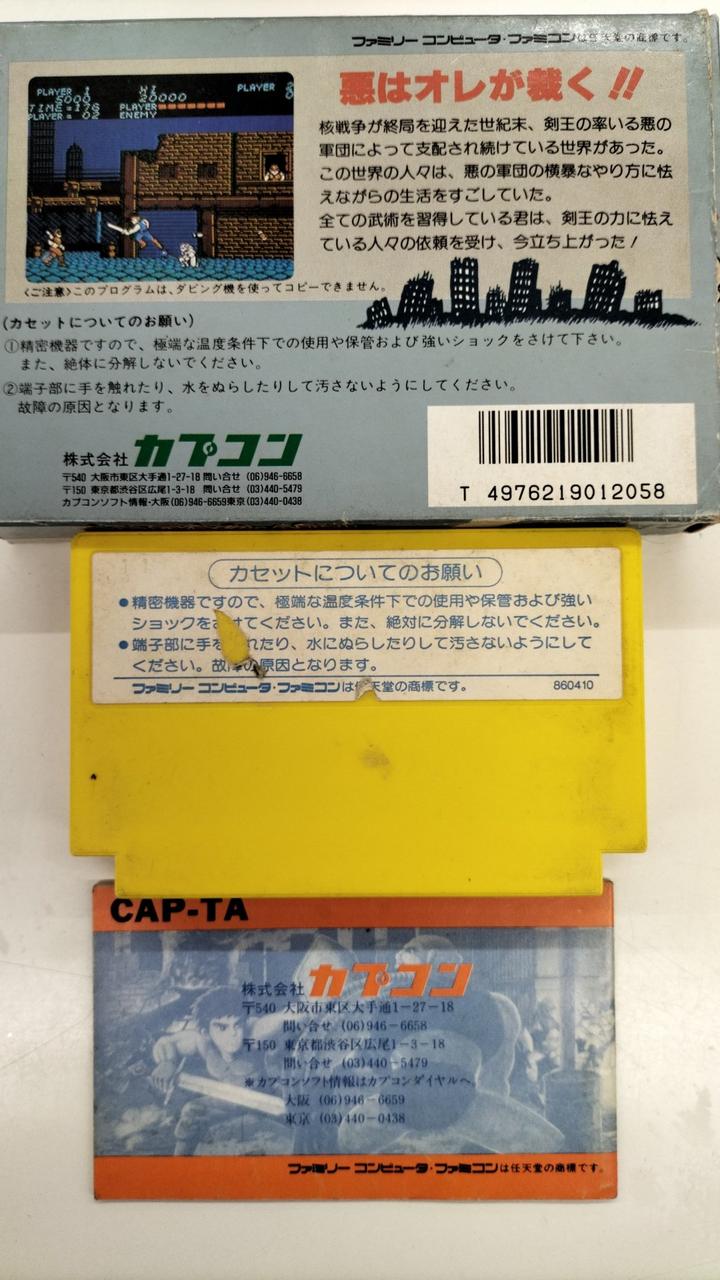 ファミリー コンピュータ・ファミコンは任天堂の商標です。
悪はオレが裁く!!
PLAYER 1 HI PLAYER 2
5000 20000
TIME=178 PLAYER
PLAYER= 02 ENEMY
核戦争が終局を迎えた世紀末、剣王の率いる悪の
軍団によって支配され続けている世界があった。
この世界の人々は、悪の軍団の横暴なやり方に怯
えながらの生活をすごしていた。
全ての武術を習得している君は、剣王の力に怯え
ている人々の依頼を受け、今立ち上がった!
〈ご注意〉このプログラムは、ダビング機を使ってコピーできません。
(カセットについてのお願い)
①精密機器ですので、極端な温度条件下での使用や保管および強いショックをさけて下さい。
また、絶体に分解しないでください。
②端子部に手を触れたり、水をぬらしたりして汚さないようにしてください。
故障の原因となります。
株式会社カプコン
〒540 大阪市東区大手通1-27-18 問い合せ (06)946-6658
〒150 東京都渋谷区広尾1-3-18 問い合せ (03)440-5479
カプコンソフト情報・大阪(06)946-6659東京(03)440-0438
T 4976219012058
カセットについてのお願い
●精密機器ですので、極端な温度条件下での使用や保管および強い
ショックをさけてください。また、絶対に分解しないでください。
●端子部に手を触れたり、水にぬらしたりして汚さないようにして
ください。故障の原因となります。
ファミリー コンピュータ・ファミコンは任天堂の商標です。 860410
CAP-TA
株式会社カプコン
〒540 大阪市東区大手通1-27-18
問い合せ (06)946-6658
〒150 東京都渋谷区広尾1-3-18
問い合せ (03)440-5479
※カプコンソフト情報はカプコンダイヤルへ
大阪 (06)946-6659
東京 (03)440-0438
ファミリー コンピュータ・ファミコンは任天堂の商標です。